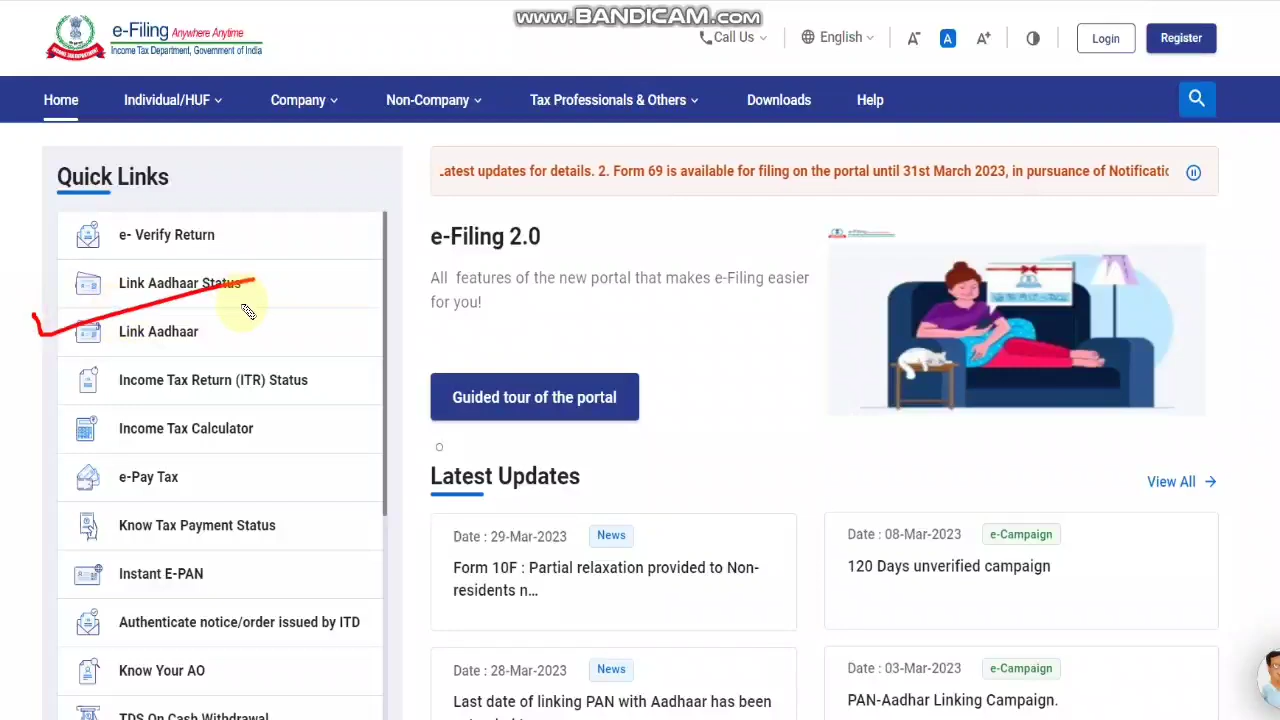 www.BANDICAM.com
e-Filing Anywhere Anytime
Income Tax Department, Government of India
Call Us
English
A-
A
A+
Login
Register
Home
Individual/HUF
Company
Non-Company
Tax Professionals & Others
Downloads
Help
Quick Links
e- Verify Return
Link Aadhaar Status
Link Aadhaar
Income Tax Return (ITR) Status
Income Tax Calculator
e-Pay Tax
Know Tax Payment Status
Instant E-PAN
Authenticate notice/order issued by ITD
Know Your AO
TDS On Cash Withdrawal
Latest updates for details. 2. Form 69 is available for filing on the portal until 31st March 2023, in pursuance of Notificatio
e-Filing 2.0
All features of the new portal that makes e-Filing easier
for you!
Guided tour of the portal
Latest Updates
View All
Date : 29-Mar-2023 News
Form 10F : Partial relaxation provided to Non-
residents n...
Date : 08-Mar-2023 e-Campaign
120 Days unverified campaign
Date : 28-Mar-2023 News
Last date of linking PAN with Aadhaar has been
Date : 03-Mar-2023 e-Campaign
PAN-Aadhar Linking Campaign.